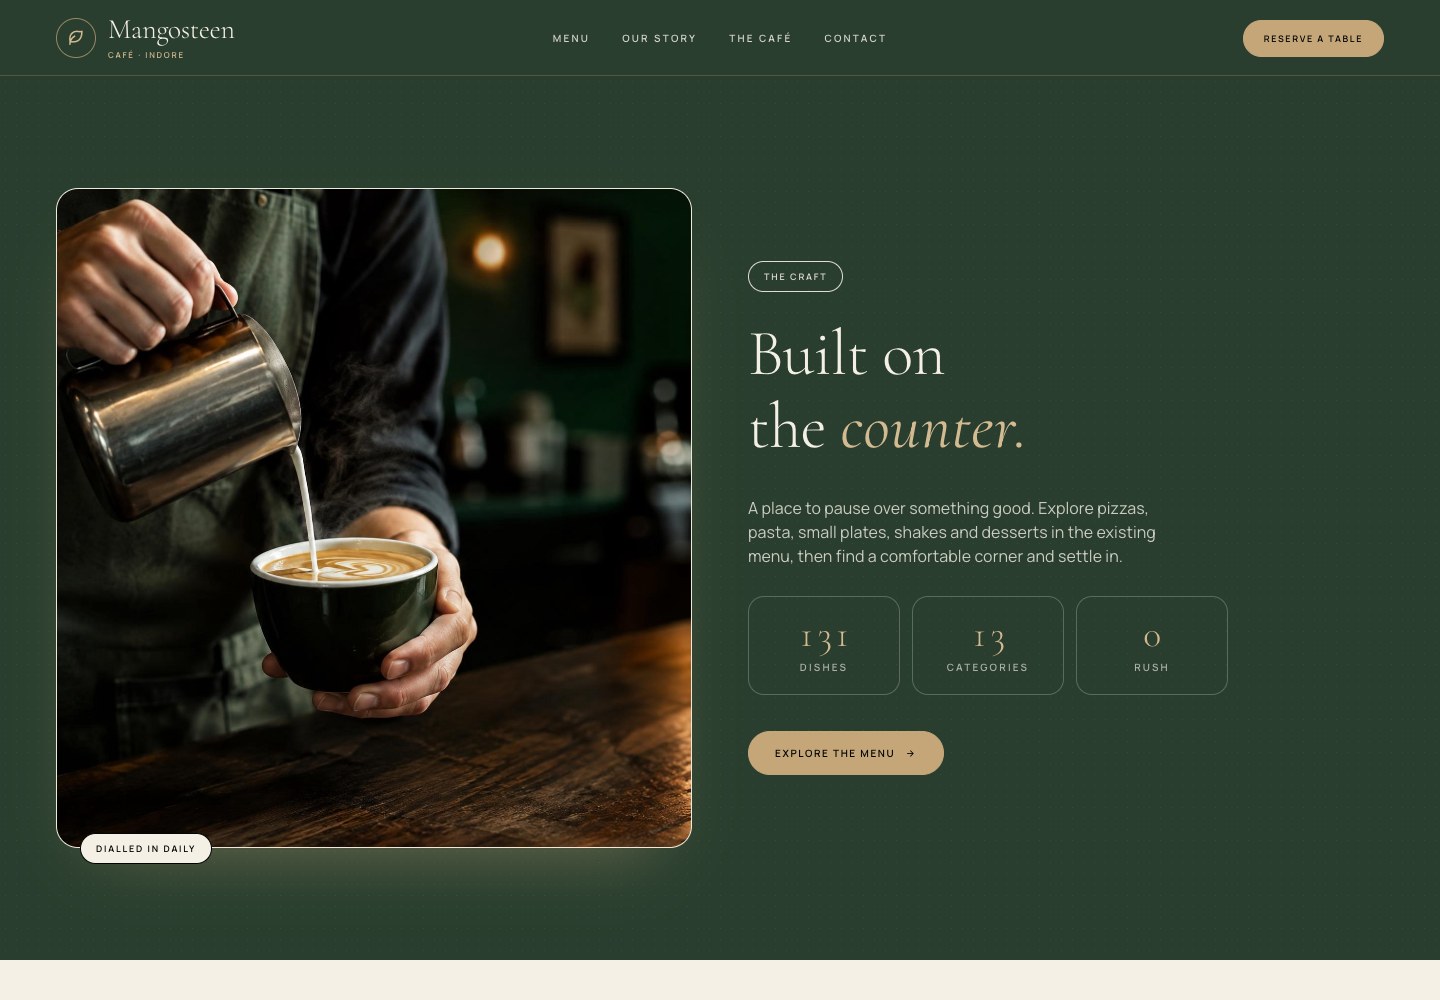 Mangosteen
CAFÉ · INDORE
MENU
OUR STORY
THE CAFÉ
CONTACT
RESERVE A TABLE
THE CRAFT
Built on
the counter.
A place to pause over something good. Explore pizzas,
pasta, small plates, shakes and desserts in the existing
menu, then find a comfortable corner and settle in.
131
DISHES
13
CATEGORIES
0
RUSH
EXPLORE THE MENU →
DIALLED IN DAILY